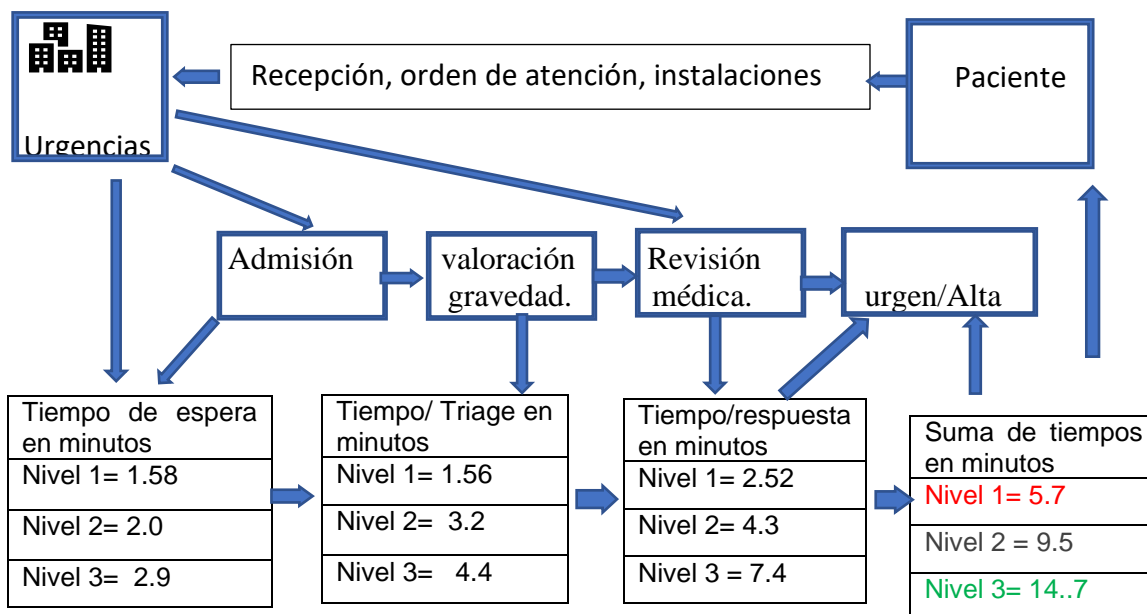 Recepción, orden de atención, instalaciones
Paciente
Urgencias
Admisión
valoración
gravedad.
Revisión
médica.
urgen/Alta
Tiempo de espera
en minutos
Nivel 1= 1.58
Nivel 2= 2.0
Nivel 3= 2.9
Tiempo/ Triage en
minutos
Nivel 1= 1.56
Nivel 2= 3.2
Nivel 3= 4.4
Tiempo/respuesta
en minutos
Nivel 1= 2.52
Nivel 2= 4.3
Nivel 3 = 7.4
Suma de tiempos
en minutos
Nivel 1= 5.7
Nivel 2 = 9.5
Nivel 3= 14..7